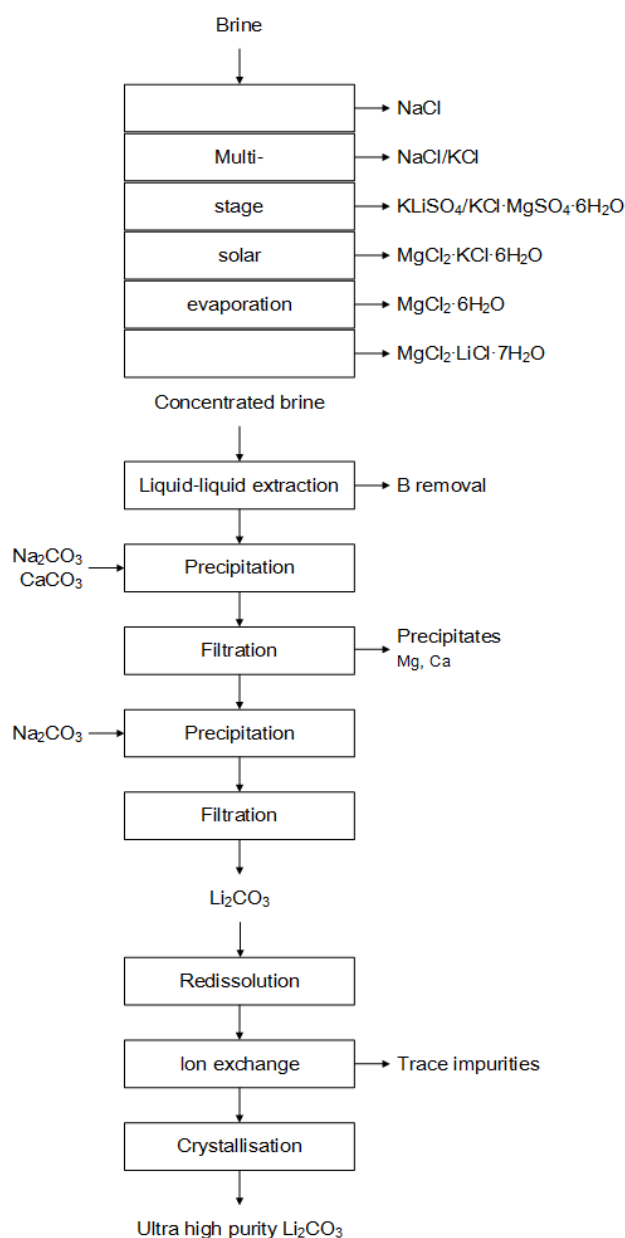 Brine
NaCl
Multi-
NaCl/KCl
stage
KLiSO₄/KCl·MgSO₄·6H₂O
solar
MgCl₂·KCl·6H₂O
evaporation
MgCl₂·6H₂O
MgCl₂·LiCl·7H₂O
Concentrated brine
Liquid-liquid extraction
B removal
Na₂CO₃
CaCO₃
Precipitation
Filtration
Precipitates
Mg, Ca
Na₂CO₃
Precipitation
Filtration
Li₂CO₃
Redissolution
Ion exchange
Trace impurities
Crystallisation
Ultra high purity Li₂CO₃